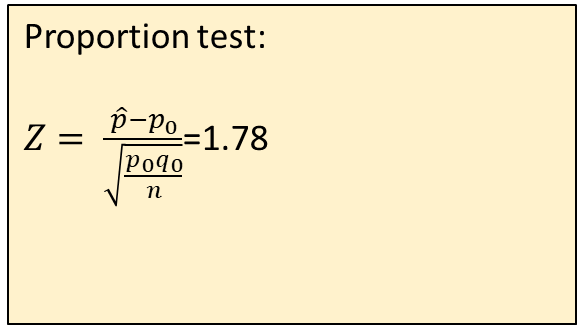 Proportion test:
Z = (p̂−p₀)/√(p₀q₀/n)=1.78